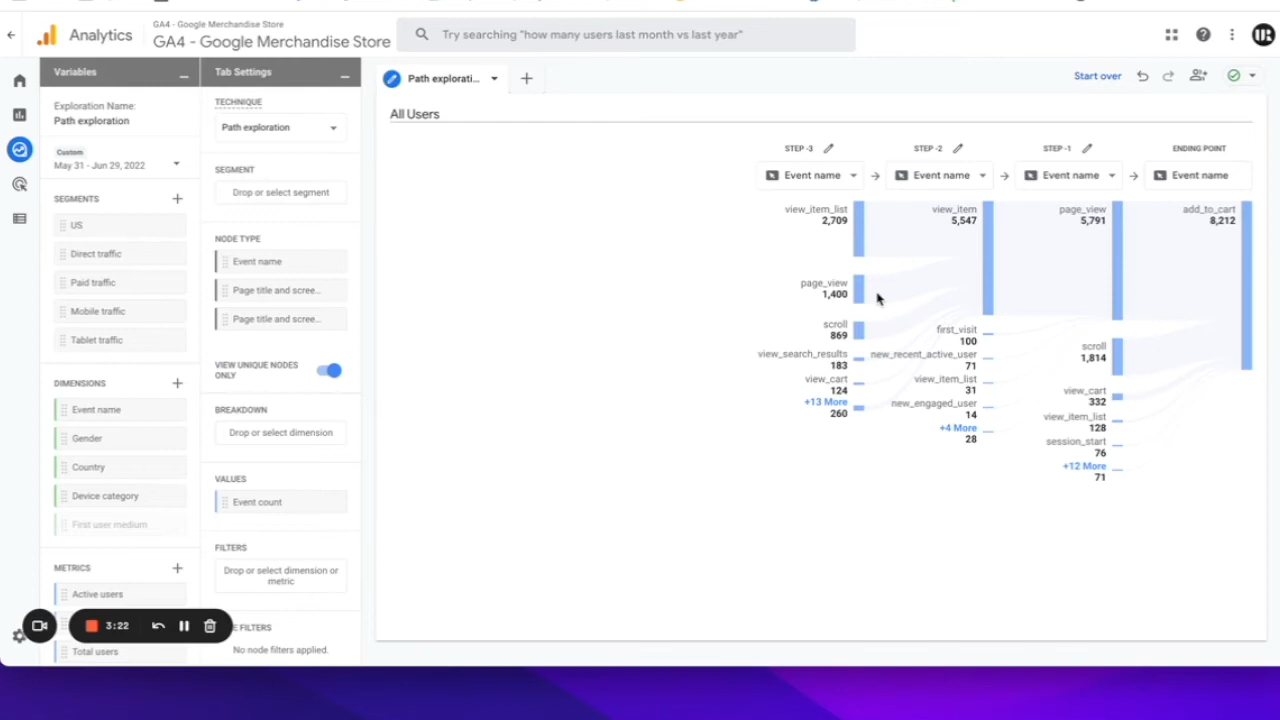 GA4 - Google Merchandise Store
Analytics
GA4 - Google Merchandise Store
Try searching "how many users last month vs last year"
Variables
Exploration Name:
Path exploration
Custom
May 31 - Jun 29, 2022
SEGMENTS
US
Direct traffic
Paid traffic
Mobile traffic
Tablet traffic
DIMENSIONS
Event name
Gender
Country
Device category
First user medium
METRICS
Active users
Total users
3:22
Tab Settings
TECHNIQUE
Path exploration
SEGMENT
Drop or select segment
NODE TYPE
Event name
Page title and scree...
Page title and scree...
VIEW UNIQUE NODES
ONLY
BREAKDOWN
Drop or select dimension
VALUES
Event count
FILTERS
Drop or select dimension or
metric
E FILTERS
No node filters applied.
Path explorati...
Start over
All Users
STEP -3
Event name
view_item_list
2,709
page_view
1,400
scroll
869
view_search_results
183
view_cart
124
+13 More
260
STEP -2
Event name
view_item
5,547
first_visit
100
new_recent_active_user
71
view_item_list
31
new_engaged_user
14
+4 More
28
STEP -1
Event name
page_view
5,791
scroll
1,814
view_cart
332
view_item_list
128
session_start
76
+12 More
71
ENDING POINT
Event name
add_to_cart
8,212